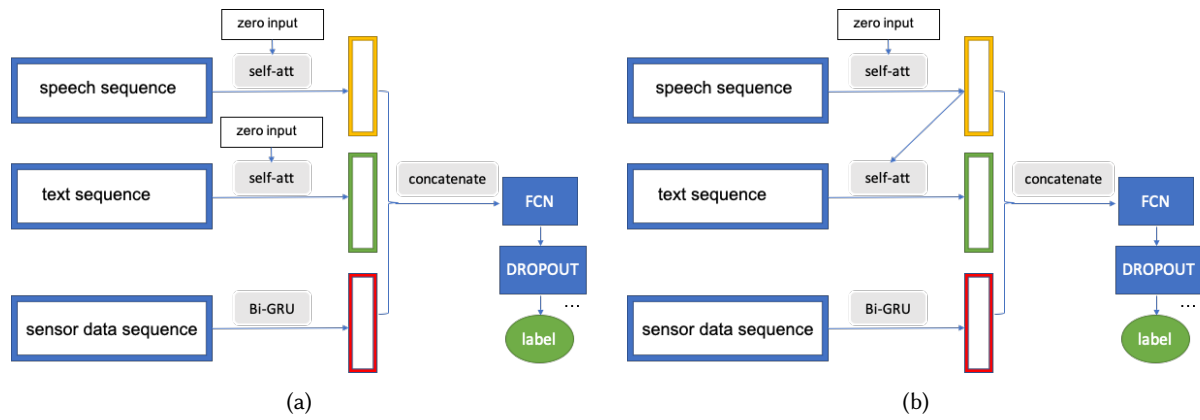 zero input
self-att
speech sequence
zero input
self-att
text sequence
concatenate
FCN
DROPOUT
...
Bi-GRU
sensor data sequence
label
(a)
zero input
self-att
speech sequence
self-att
text sequence
concatenate
FCN
DROPOUT
...
Bi-GRU
sensor data sequence
label
(b)